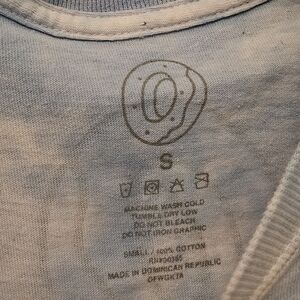 S
MACHINE WASH COLD
TUMBLE DRY LOW
DO NOT BLEACH
DO NOT IRON GRAPHIC
SMALL / 100% COTTON
MADE IN DOMINICAN REPUBLIC
OFWGKTA